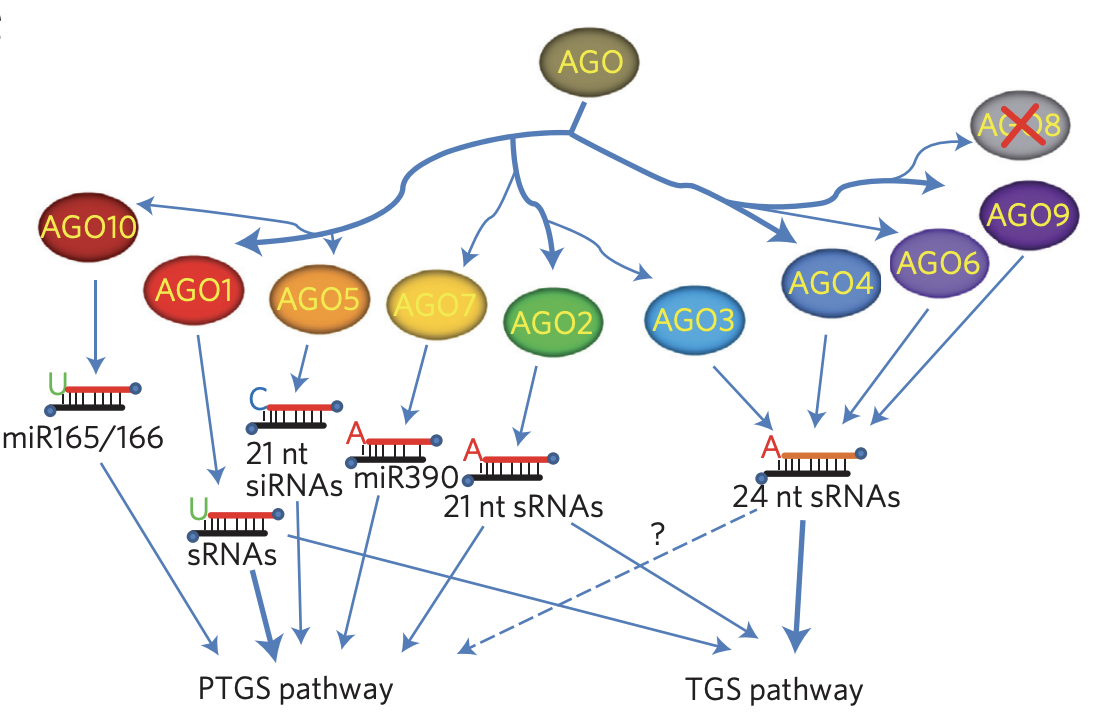 AGO
AGO8
AGO10
AGO9
AGO1
AGO5
AGO7
AGO2
AGO3
AGO4
AGO6
U
miR165/166
C
21 nt
siRNAs
A
miR390
A
21 nt sRNAs
A
24 nt sRNAs
U
sRNAs
?
PTGS pathway
TGS pathway